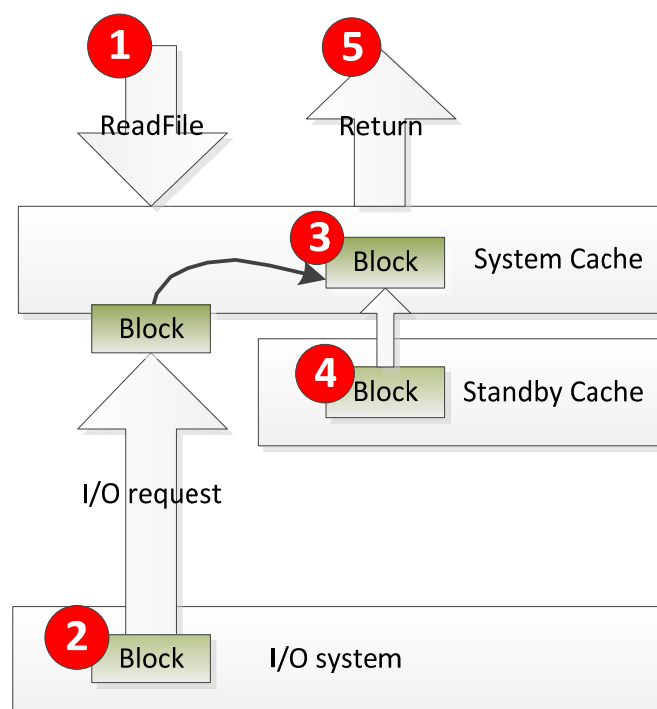 1
5
ReadFile
Return
3
Block
System Cache
Block
4
Block
Standby Cache
I/O request
2
Block
I/O system